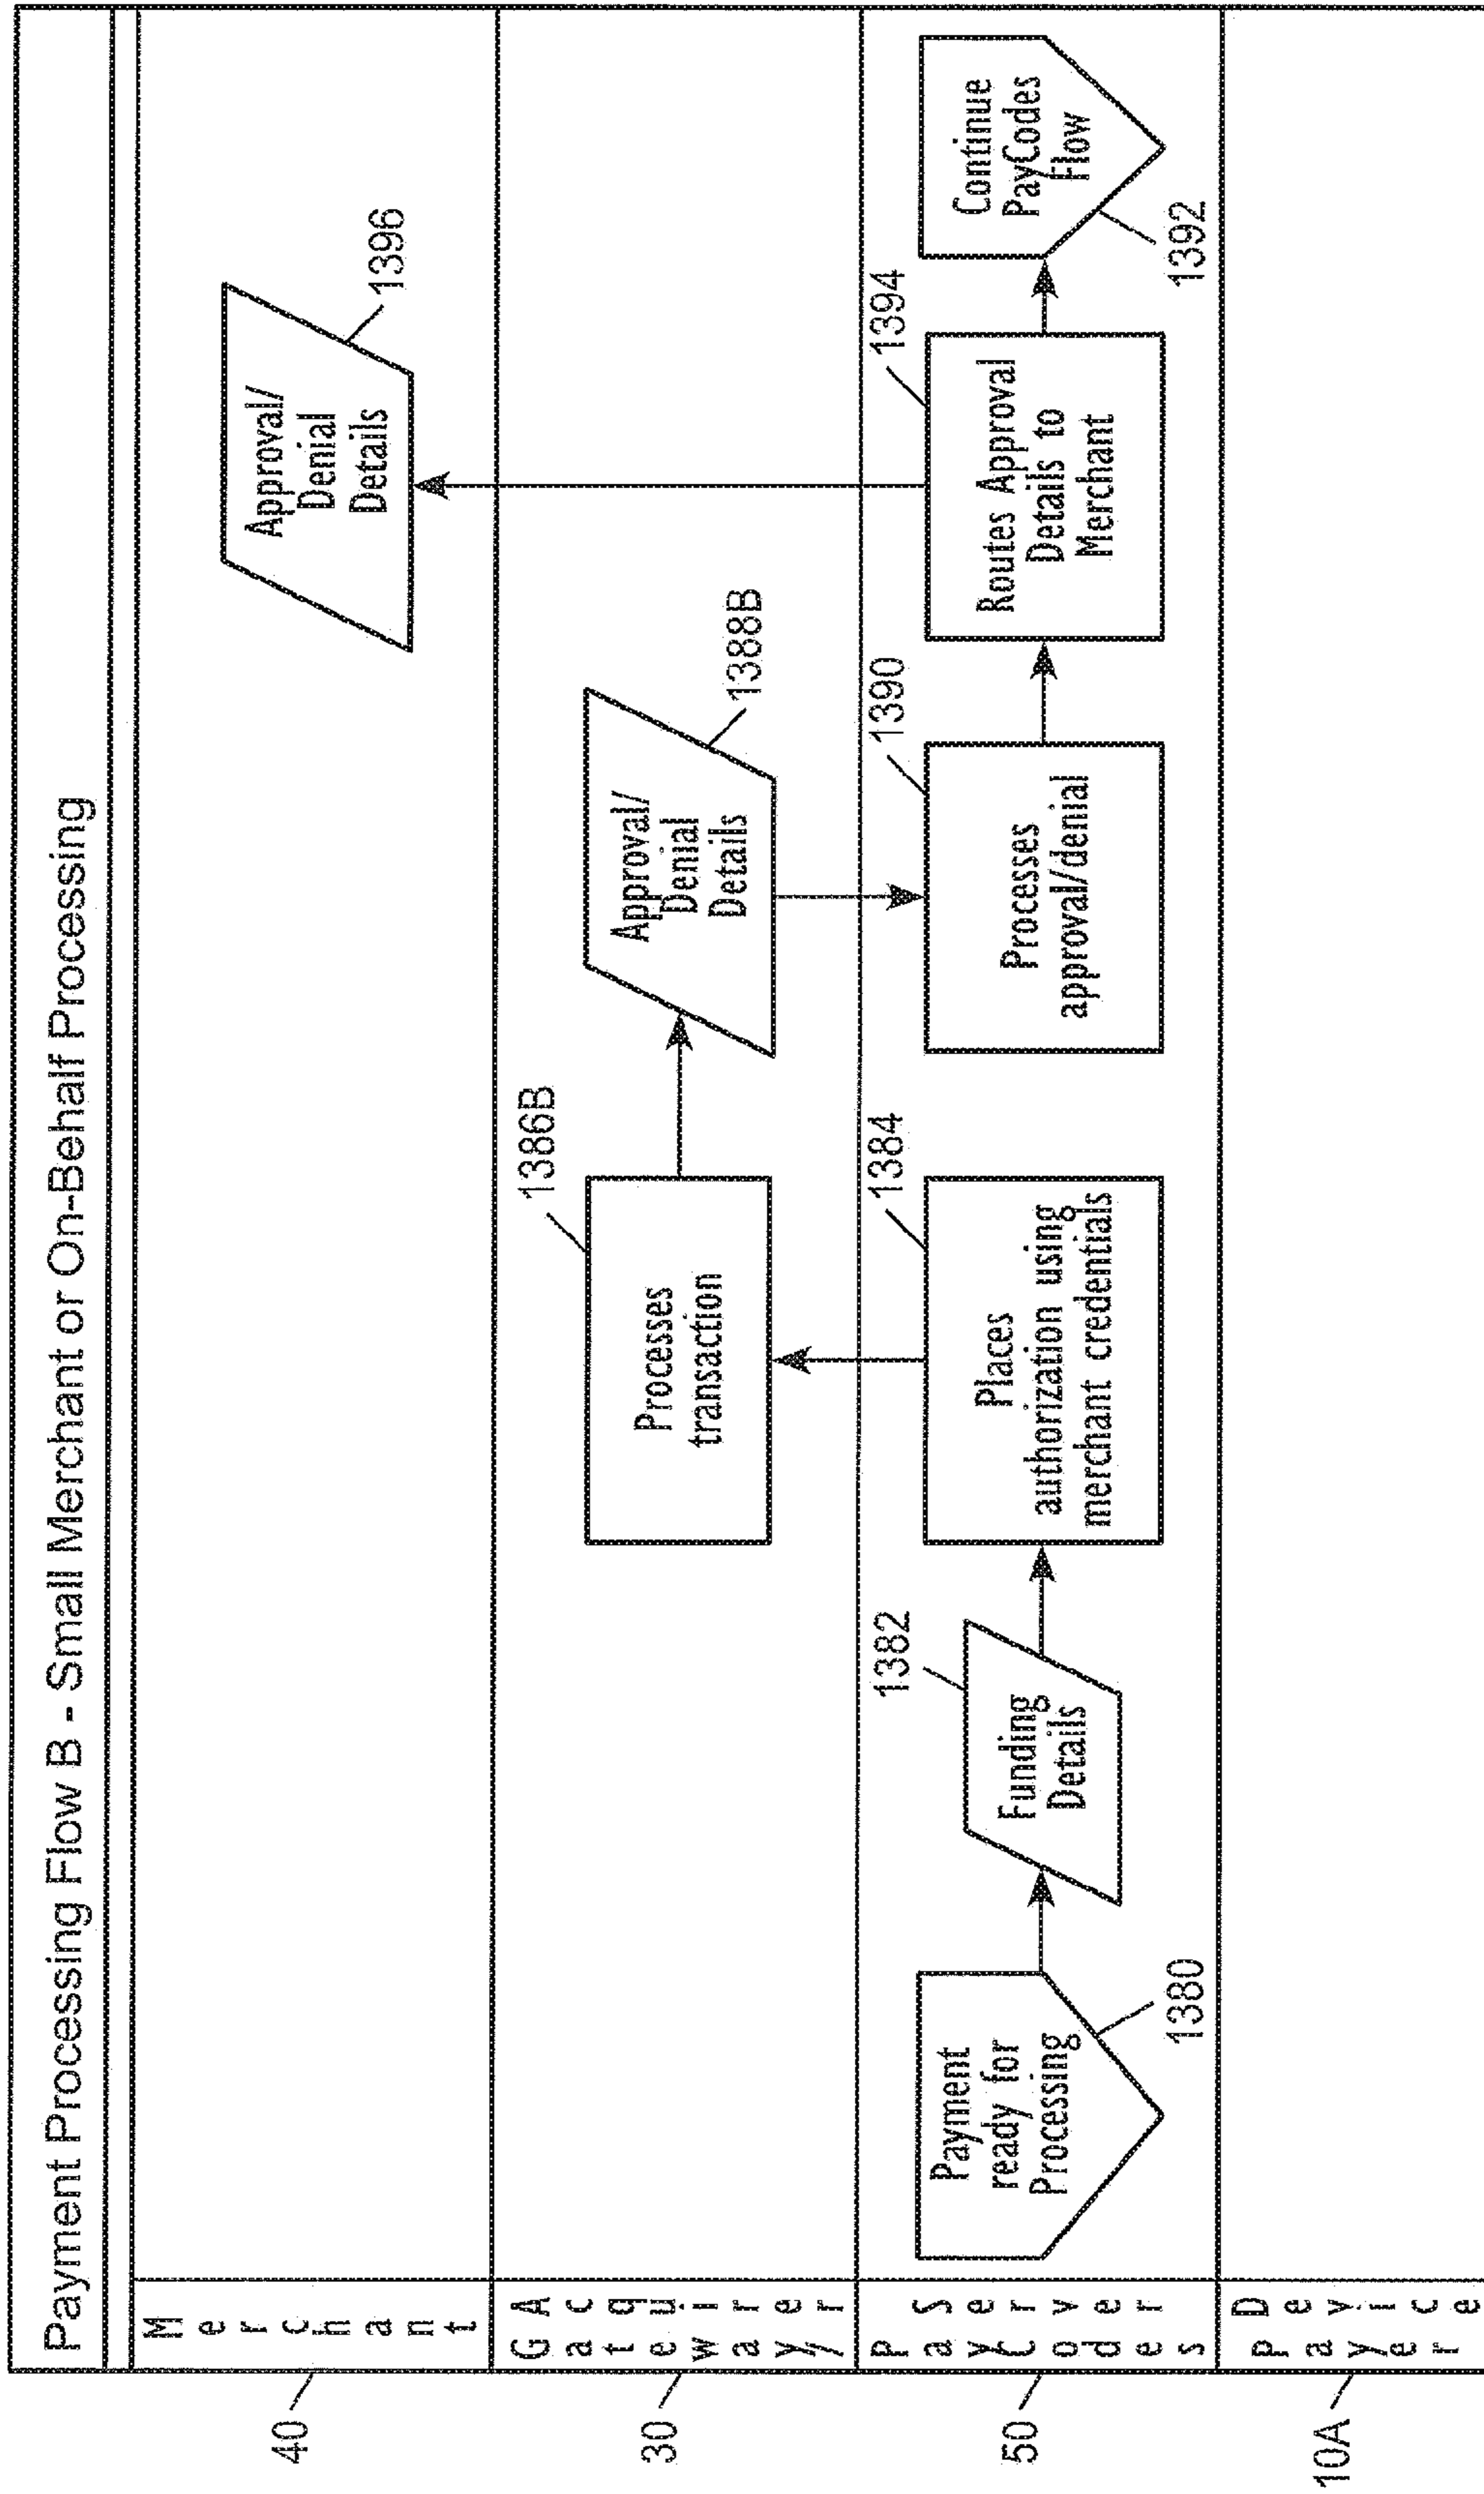 Payment Processing Flow B - Small Merchant or On-Behalf Processing
40
Merchant
Approval/
Denial
Details
1396
30
Gateway/
Acquirer
1386B
Processes
transaction
Approval/
Denial
Details
1388B
50
PayCodes
Server
Payment
ready for
Processing
1380
1382
Funding
Details
1384
Places
authorization using
merchant credentials
1390
Processes
approval/denial
1394
Routes Approval
Details to
Merchant
Continue
PayCodes
Flow
1392
10A
Payer
Device